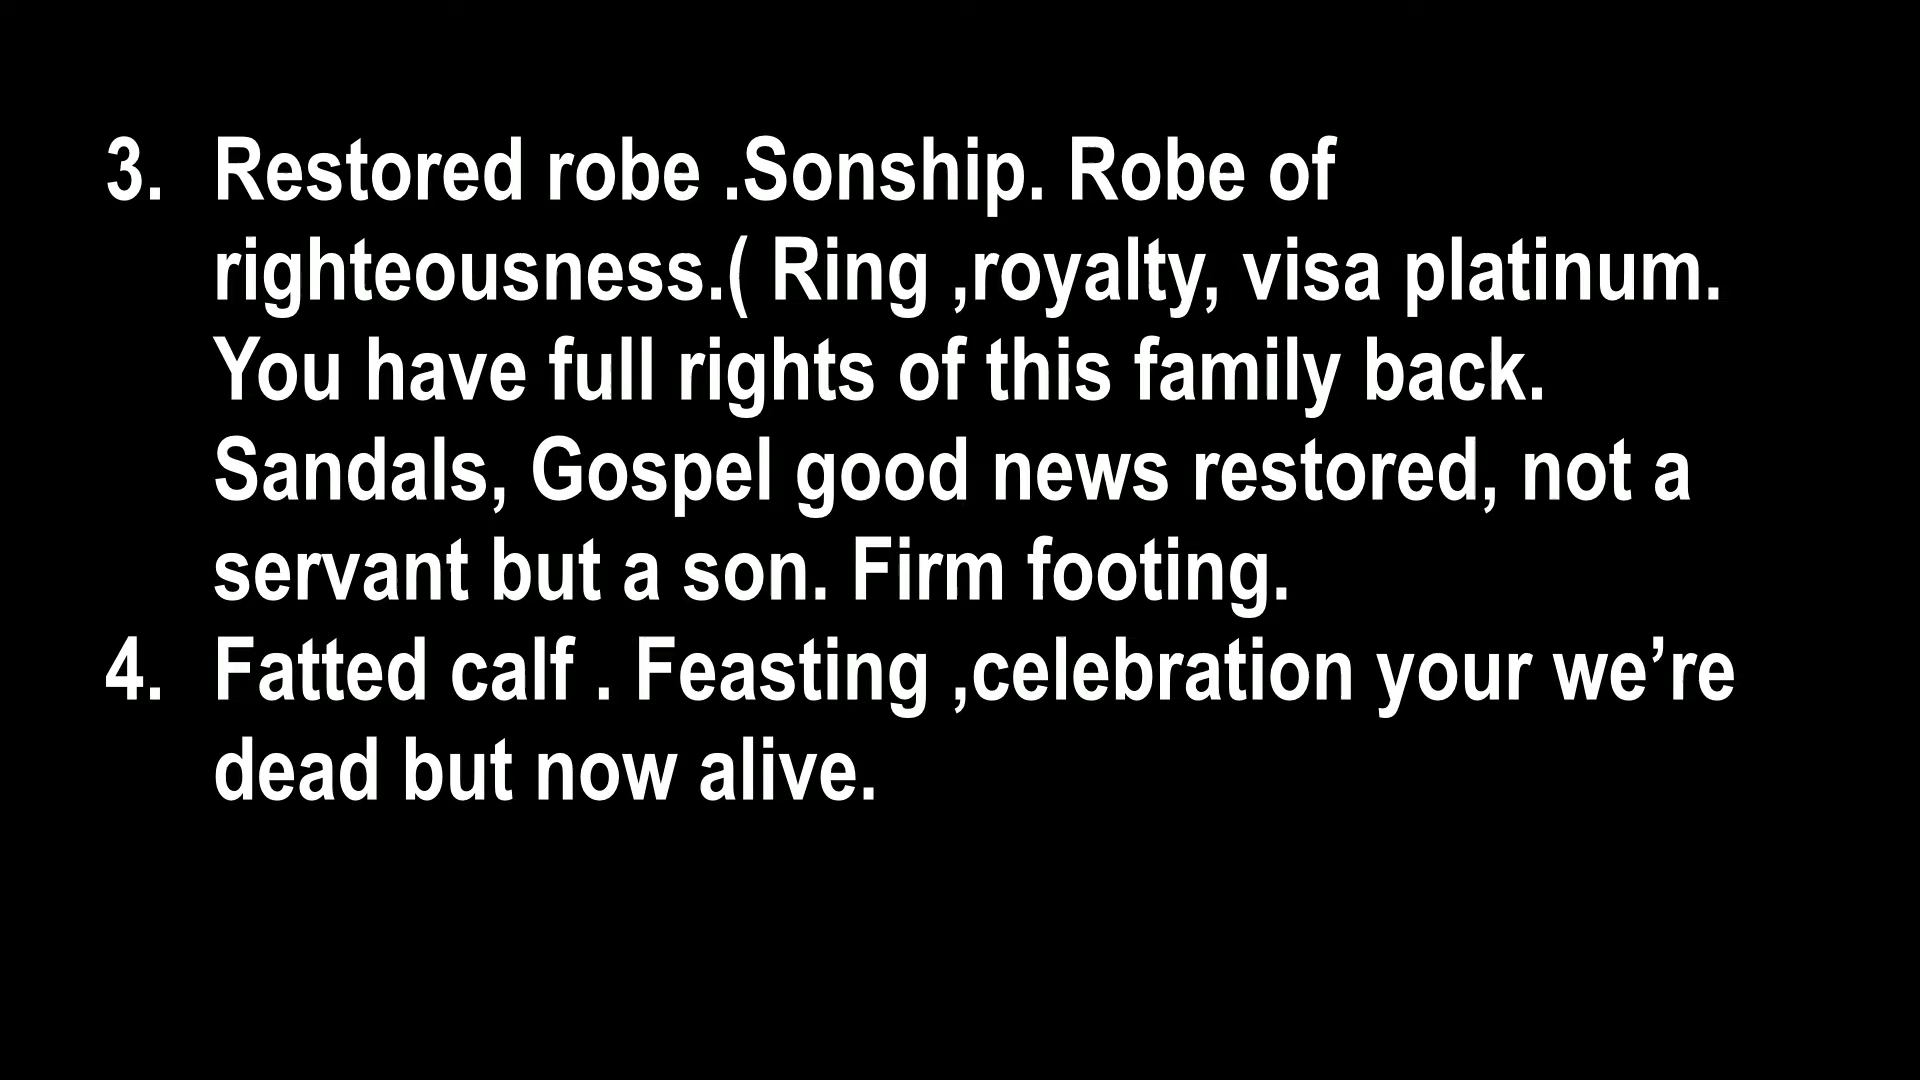 3. Restored robe .Sonship. Robe of
righteousness.( Ring ,royalty, visa platinum.
You have full rights of this family back.
Sandals, Gospel good news restored, not a
servant but a son. Firm footing.
4. Fatted calf . Feasting ,celebration your we’re
dead but now alive.